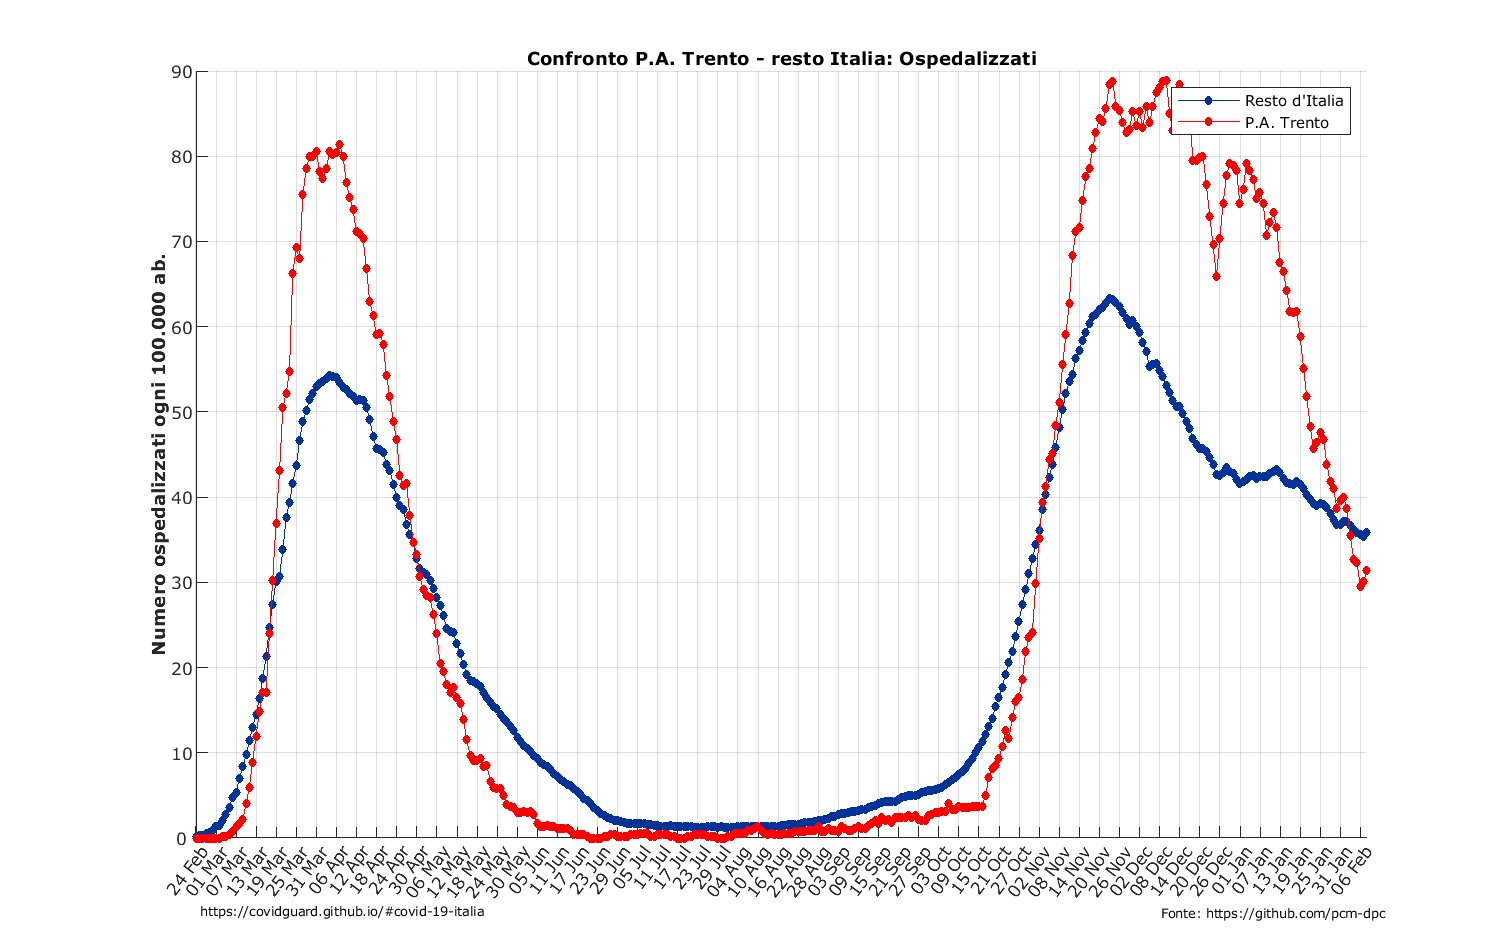 Confronto P.A. Trento - resto Italia: Ospedalizzati
Numero ospedalizzati ogni 100.000 ab.
90
80
70
60
50
40
30
20
10
0
Resto d'Italia
P.A. Trento
24 Feb
01 Mar
07 Mar
13 Mar
19 Mar
25 Mar
31 Mar
06 Apr
12 Apr
18 Apr
24 Apr
30 Apr
06 May
12 May
18 May
24 May
30 May
05 Jun
11 Jun
17 Jun
23 Jun
29 Jun
05 Jul
11 Jul
17 Jul
23 Jul
29 Jul
04 Aug
10 Aug
16 Aug
22 Aug
28 Aug
03 Sep
09 Sep
15 Sep
21 Sep
27 Sep
03 Oct
09 Oct
15 Oct
21 Oct
27 Oct
02 Nov
08 Nov
14 Nov
20 Nov
26 Nov
02 Dec
08 Dec
14 Dec
20 Dec
26 Dec
01 Jan
07 Jan
13 Jan
19 Jan
25 Jan
31 Jan
06 Feb
https://covidguard.github.io/#covid-19-italia
Fonte: https://github.com/pcm-dpc